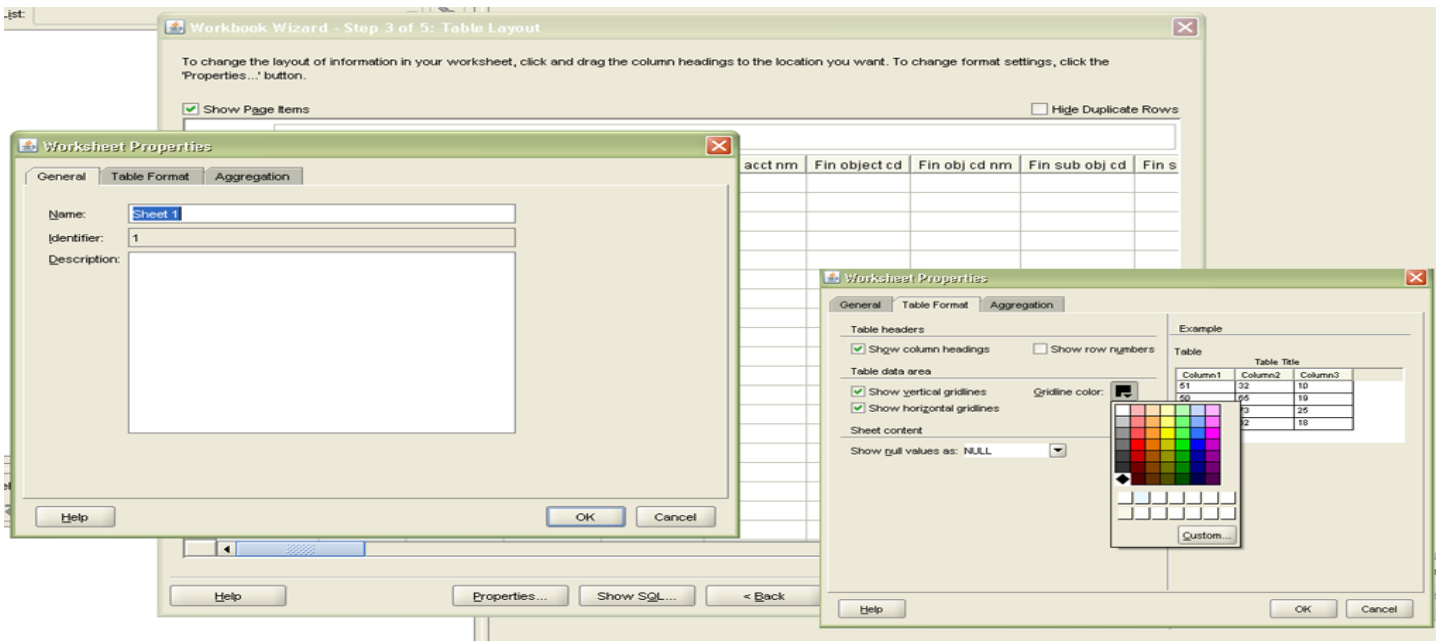 List:
Workbook Wizard - Step 3 of 5: Table Layout
To change the layout of information in your worksheet, click and drag the column headings to the location you want. To change format settings, click the
'Properties...' button.
Show Page Items
Hide Duplicate Rows
acct nm Fin object cd Fin obj cd nm Fin sub obj cd Fin s
Worksheet Properties
General Table Format Aggregation
Name: Sheet 1
Identifier: 1
Description:
Help OK Cancel
Worksheet Properties
General Table Format Aggregation
Table headers
Show column headings Show row numbers
Table data area
Show vertical gridlines Gridline color:
Show horizontal gridlines
Sheet content
Show null values as: NULL
Custom...
Example
Table
Table Title
Column1 Column2 Column3
51 32 10
50 65 19
73 25
32 18
Help OK Cancel
Help Properties... Show SQL... < Back